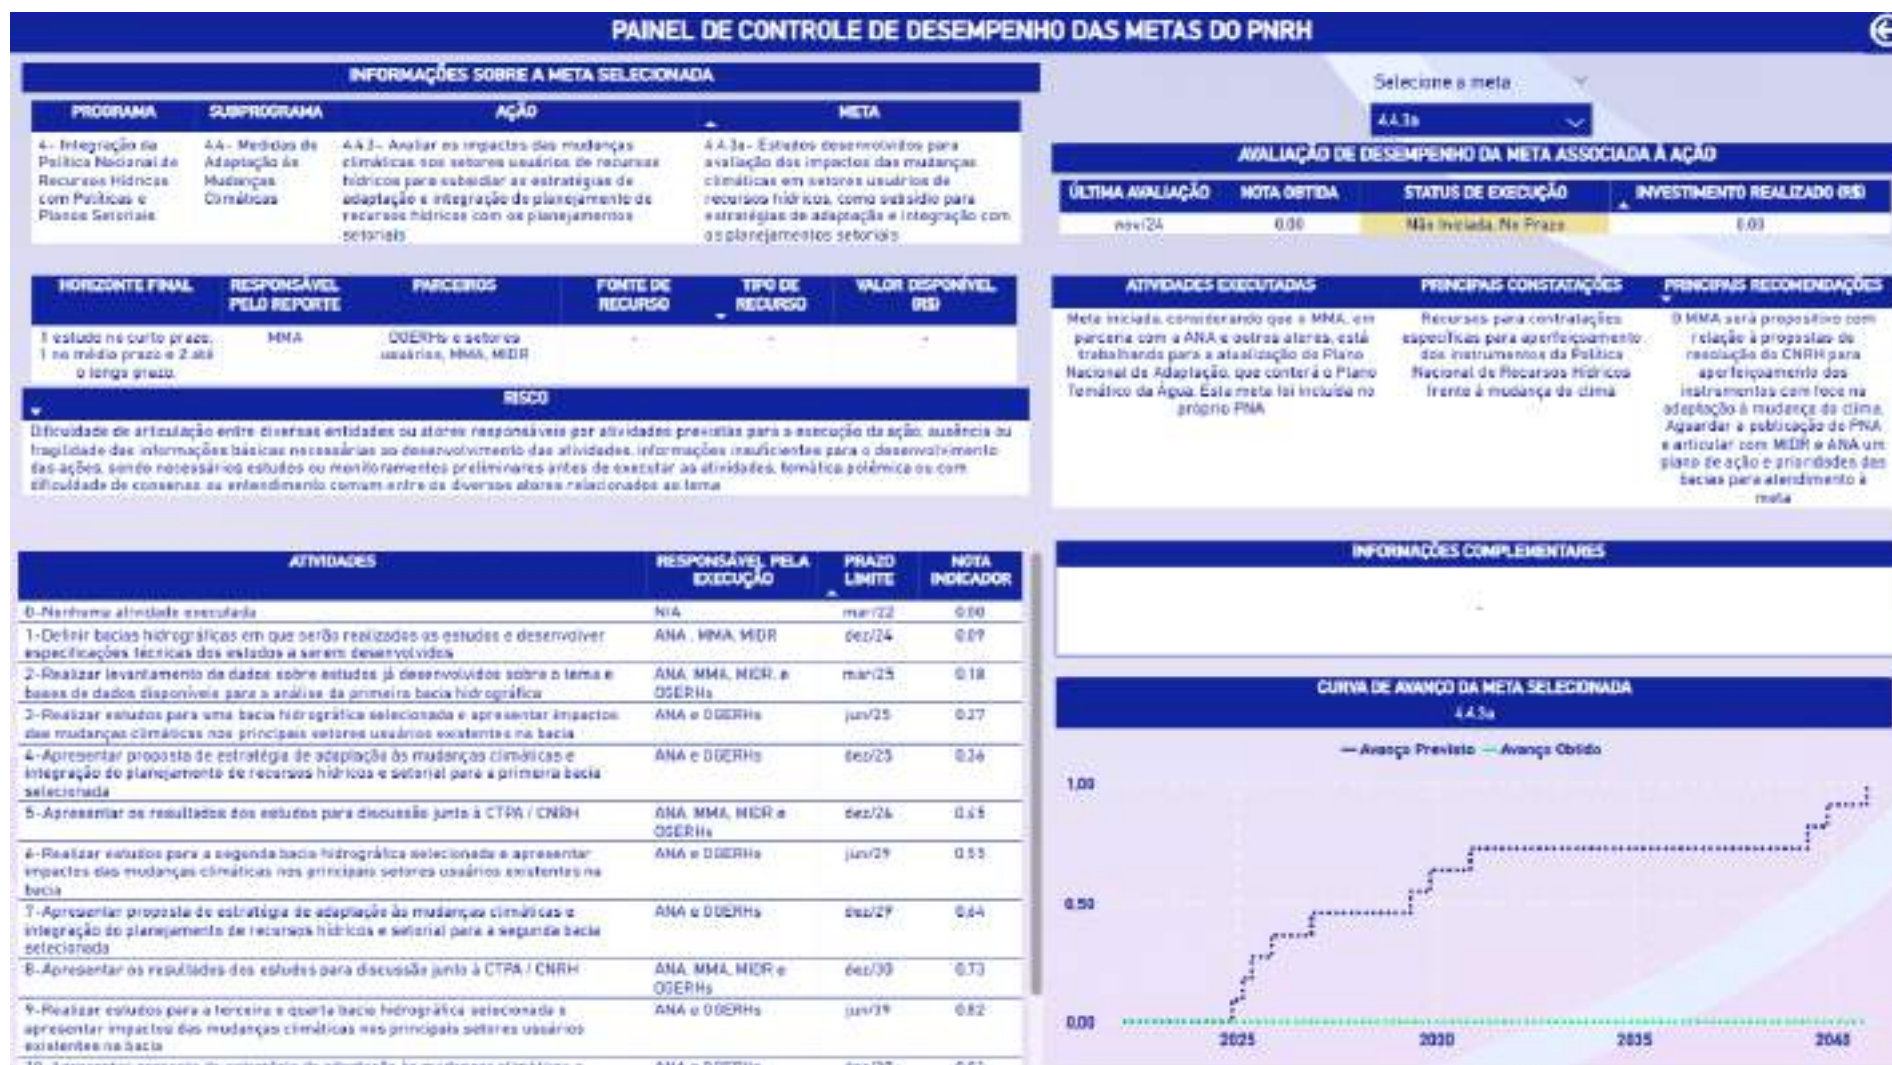 PAINEL DE CONTROLE DE DESEMPENHO DAS METAS DO PNRH
INFORMAÇÕES SOBRE A META SELECIONADA
PROGRAMA
SUBPROGRAMA
AÇÃO
META
4- Integração da
Política Nacional de
Recursos Hídricos
com Políticas e
Planos Setoriais
4.4- Medidas de
Adaptação às
Mudanças
Climáticas
4.4.3- Avaliar os impactos das mudanças
climáticas nos setores usuários de recursos
hídricos para subsidiar as estratégias de
adaptação e integração do planejamento de
recursos hídricos com os planejamentos
setoriais
4.4.3a- Estudos desenvolvidos para
avaliação dos impactos das mudanças
climáticas em setores usuários de
recursos hídricos, como subsídio para
estratégias de adaptação e integração com
os planejamentos setoriais
Selecione a meta
4.4.3a
AVALIAÇÃO DE DESEMPENHO DA META ASSOCIADA À AÇÃO
ÚLTIMA AVALIAÇÃO
NOTA OBTIDA
STATUS DE EXECUÇÃO
INVESTIMENTO REALIZADO (R$)
nov/24
0.00
Não Iniciada, No Prazo
0.00
HORIZONTE FINAL
RESPONSÁVEL
PELO REPORTE
PARCEIROS
FONTE DE
RECURSO
TIPO DE
RECURSO
VALOR DISPONÍVEL
(R$)
1 estudo no curto prazo,
1 no médio prazo e 2 até
o longo prazo.
MMA
OGERHs e setores
usuários, MMA, MIDR
-
-
-
RISCO
Dificuldade de articulação entre diversas entidades ou atores responsáveis por atividades previstas para a execução da ação, ausência ou
fragilidade das informações básicas necessárias ao desenvolvimento das atividades, informações insuficientes para o desenvolvimento
das ações, sendo necessários estudos ou monitoramentos preliminares antes de executar as atividades, temática polêmica ou com
dificuldade de consenso ou entendimento comum entre os diversos atores relacionados ao tema
ATIVIDADES EXECUTADAS
PRINCIPAIS CONSTATAÇÕES
PRINCIPAIS RECOMENDAÇÕES
Meta iniciada, considerando que o MMA, em
parceria com a ANA e outros atores, está
trabalhando para a atualização do Plano
Nacional de Adaptação, que conterá o Plano
Temático da Água. Esta meta foi incluída no
próprio PNA
Recursos para contratações
específicas para aperfeiçoamento
dos instrumentos da Política
Nacional de Recursos Hídricos
frente à mudança do clima
O MMA será propositivo com
relação à propostas de
resolução do CNRH para
aperfeiçoamento dos
instrumentos com foco na
adaptação à mudança do clima.
Aguardar a publicação do PNA
e articular com MIDR e ANA um
plano de ação e prioridades das
bacias para atendimento à
meta
ATIVIDADES
RESPONSÁVEL PELA
EXECUÇÃO
PRAZO
LIMITE
NOTA
INDICADOR
0-Nenhuma atividade executada
N/A
mar/22
0.00
1-Definir bacias hidrográficas em que serão realizados os estudos e desenvolver
especificações técnicas dos estudos a serem desenvolvidos
ANA , MMA, MIDR
dez/24
0.09
2-Realizar levantamento de dados sobre estudos já desenvolvidos sobre o tema e
bases de dados disponíveis para a análise da primeira bacia hidrográfica
ANA, MMA, MIDR, e
OGERHs
mar/25
0.18
3-Realizar estudos para uma bacia hidrográfica selecionada e apresentar impactos
das mudanças climáticas nos principais setores usuários existentes na bacia
ANA e OGERHs
jun/25
0.27
4-Apresentar proposta de estratégia de adaptação às mudanças climáticas e
integração do planejamento de recursos hídricos e setorial para a primeira bacia
selecionada
ANA e OGERHs
dez/25
0.36
5-Apresentar os resultados dos estudos para discussão junto à CTPA / CNRH
ANA, MMA, MIDR e
OGERHs
dez/26
0.45
6-Realizar estudos para a segunda bacia hidrográfica selecionada e apresentar
impactos das mudanças climáticas nos principais setores usuários existentes na
bacia
ANA e OGERHs
jun/29
0.55
7-Apresentar proposta de estratégia de adaptação às mudanças climáticas e
integração do planejamento de recursos hídricos e setorial para a segunda bacia
selecionada
ANA e OGERHs
dez/29
0,64
8-Apresentar os resultados dos estudos para discussão junto à CTPA / CNRH
ANA, MMA, MIDR e
OGERHs
dez/30
0.73
9-Realizar estudos para a terceira e quarta bacia hidrográfica selecionada e
apresentar impactos das mudanças climáticas nos principais setores usuários
existentes na bacia
ANA e OGERHs
jun/39
0.82
INFORMAÇÕES COMPLEMENTARES
-
CURVA DE AVANÇO DA META SELECIONADA
4.4.3a
Avanço Previsto
Avanço Obtido
1,00
0,50
0,00
2025
2030
2035
2040